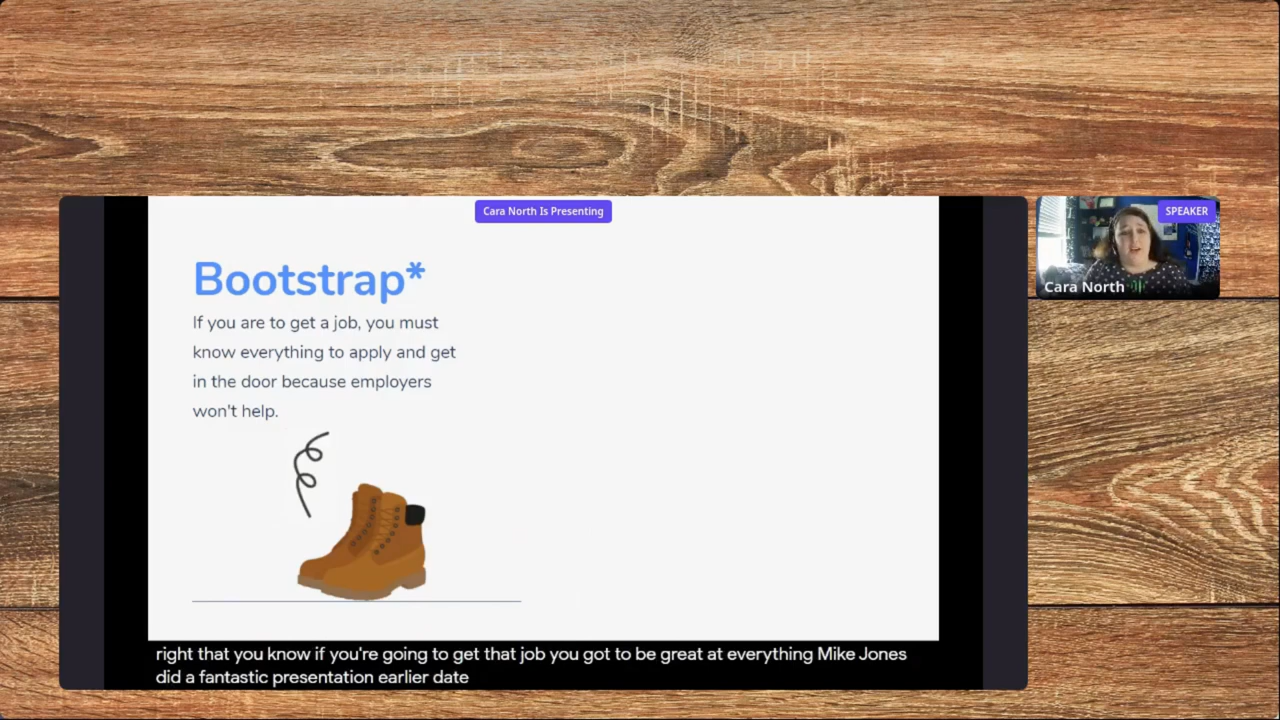 Cara North Is Presenting
SPEAKER
Cara North
Bootstrap*
If you are to get a job, you must
know everything to apply and get
in the door because employers
won't help.
right that you know if you're going to get that job you got to be great at everything Mike Jones
did a fantastic presentation earlier date